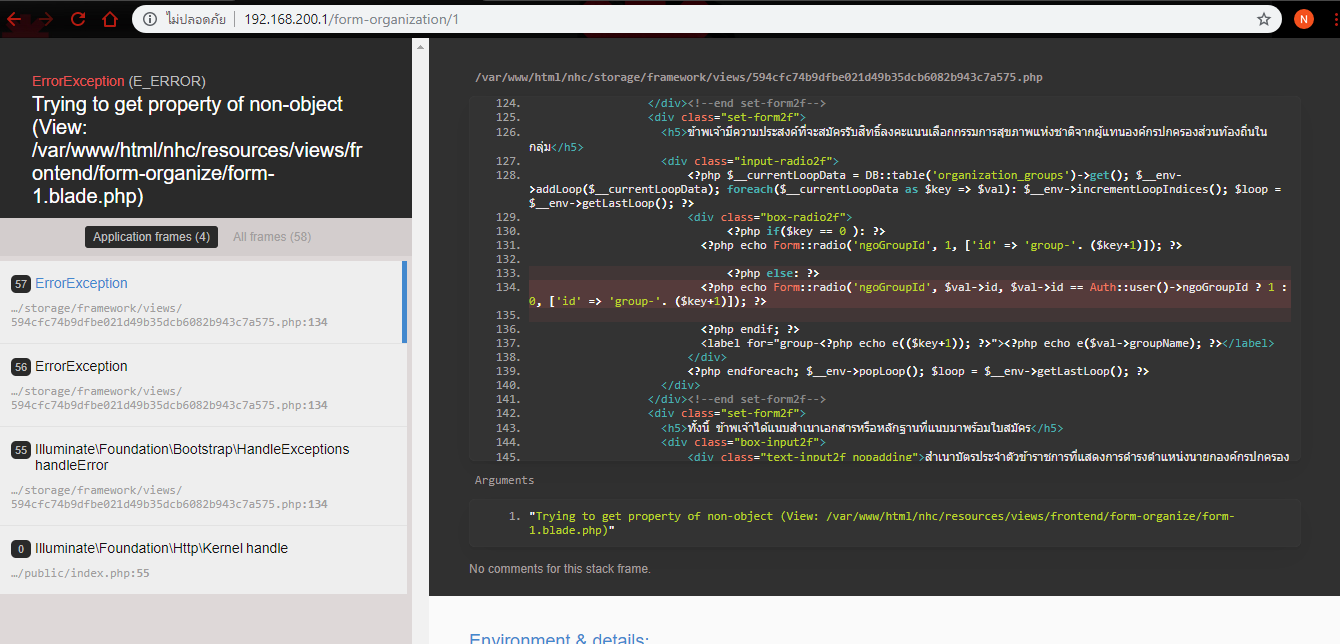 ไม่ปลอดภัย
192.168.200.1/form-organization/1
N
ErrorException (E_ERROR)
Trying to get property of non-object
(View:
/var/www/html/nhc/resources/views/fr
ontend/form-organize/form-
1.blade.php)
Application frames (4)
All frames (58)
57 ErrorException
…/storage/framework/views/
594cfc74b9dfbe021d49b35dcb6082b943c7a575.php:134
56 ErrorException
…/storage/framework/views/
594cfc74b9dfbe021d49b35dcb6082b943c7a575.php:134
55 Illuminate\Foundation\Bootstrap\HandleExceptions
handleError
…/storage/framework/views/
594cfc74b9dfbe021d49b35dcb6082b943c7a575.php:134
0 Illuminate\Foundation\Http\Kernel handle
…/public/index.php:55
/var/www/html/nhc/storage/framework/views/594cfc74b9dfbe021d49b35dcb6082b943c7a575.php
124. </div><!--end set-form2f-->
125. <div class="set-form2f">
126. <h5>ข้าพเจ้ามีความประสงค์ที่จะสมัครรับสิทธิ์ลงคะแนนเลือกกรรมการสุขภาพแห่งชาติจากผู้แทนองค์กรปกครองส่วนท้องถิ่นใน
กลุ่ม</h5>
127. <div class="input-radio2f">
128. <?php $__currentLoopData = DB::table('organization_groups')->get(); $__env-
>addLoop($__currentLoopData); foreach($__currentLoopData as $key => $val): $__env->incrementLoopIndices(); $loop =
$__env->getLastLoop(); ?>
129. <div class="box-radio2f">
130. <?php if($key == 0 ): ?>
131. <?php echo Form::radio('ngoGroupId', 1, ['id' => 'group-'. ($key+1)]); ?>
132.
133. <?php else: ?>
134. <?php echo Form::radio('ngoGroupId', $val->id, $val->id == Auth::user()->ngoGroupId ? 1 :
0, ['id' => 'group-'. ($key+1)]); ?>
135.
136. <?php endif; ?>
137. <label for="group-<?php echo e(($key+1)); ?>"><?php echo e($val->groupName); ?></label>
138. </div>
139. <?php endforeach; $__env->popLoop(); $loop = $__env->getLastLoop(); ?>
140. </div>
141. </div><!--end set-form2f-->
142. <div class="set-form2f">
143. <h5>ทั้งนี้ ข้าพเจ้าได้แนบสำเนาเอกสารหรือหลักฐานที่แนบมาพร้อมใบสมัคร</h5>
144. <div class="box-input2f">
145. <div class="text-input2f nopadding">สำเนาบัตรประจำตัวข้าราชการที่แสดงการดำรงตำแหน่งนายกองค์กรปกครอง
Arguments
1. "Trying to get property of non-object (View: /var/www/html/nhc/resources/views/frontend/form-organize/form-
1.blade.php)"
No comments for this stack frame.
Environment & details: